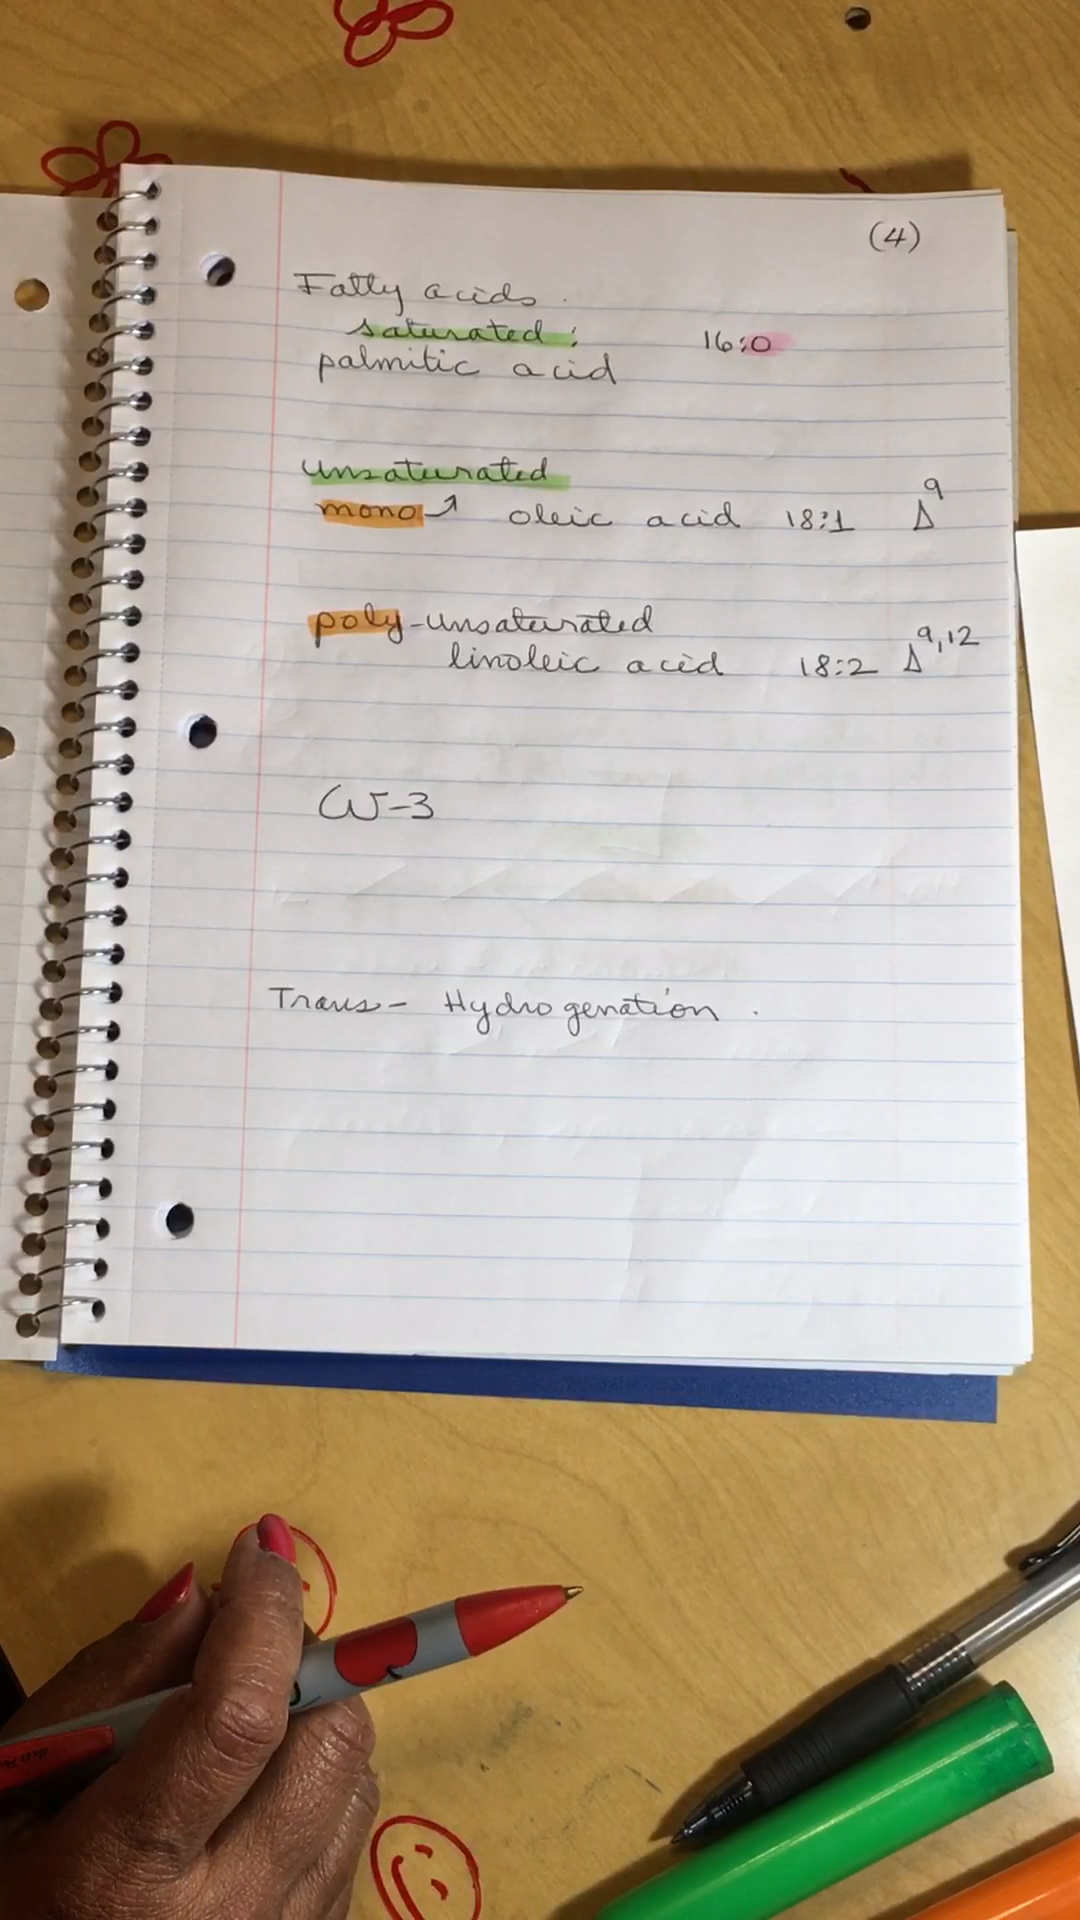 (4)
Fatty acids.
saturated: 16:0
palmitic acid
unsaturated
mono↗ oleic acid 18:1 Δ⁹
poly-unsaturated
linoleic acid 18:2 Δ⁹,¹²
ω-3
Trans- Hydrogenation.